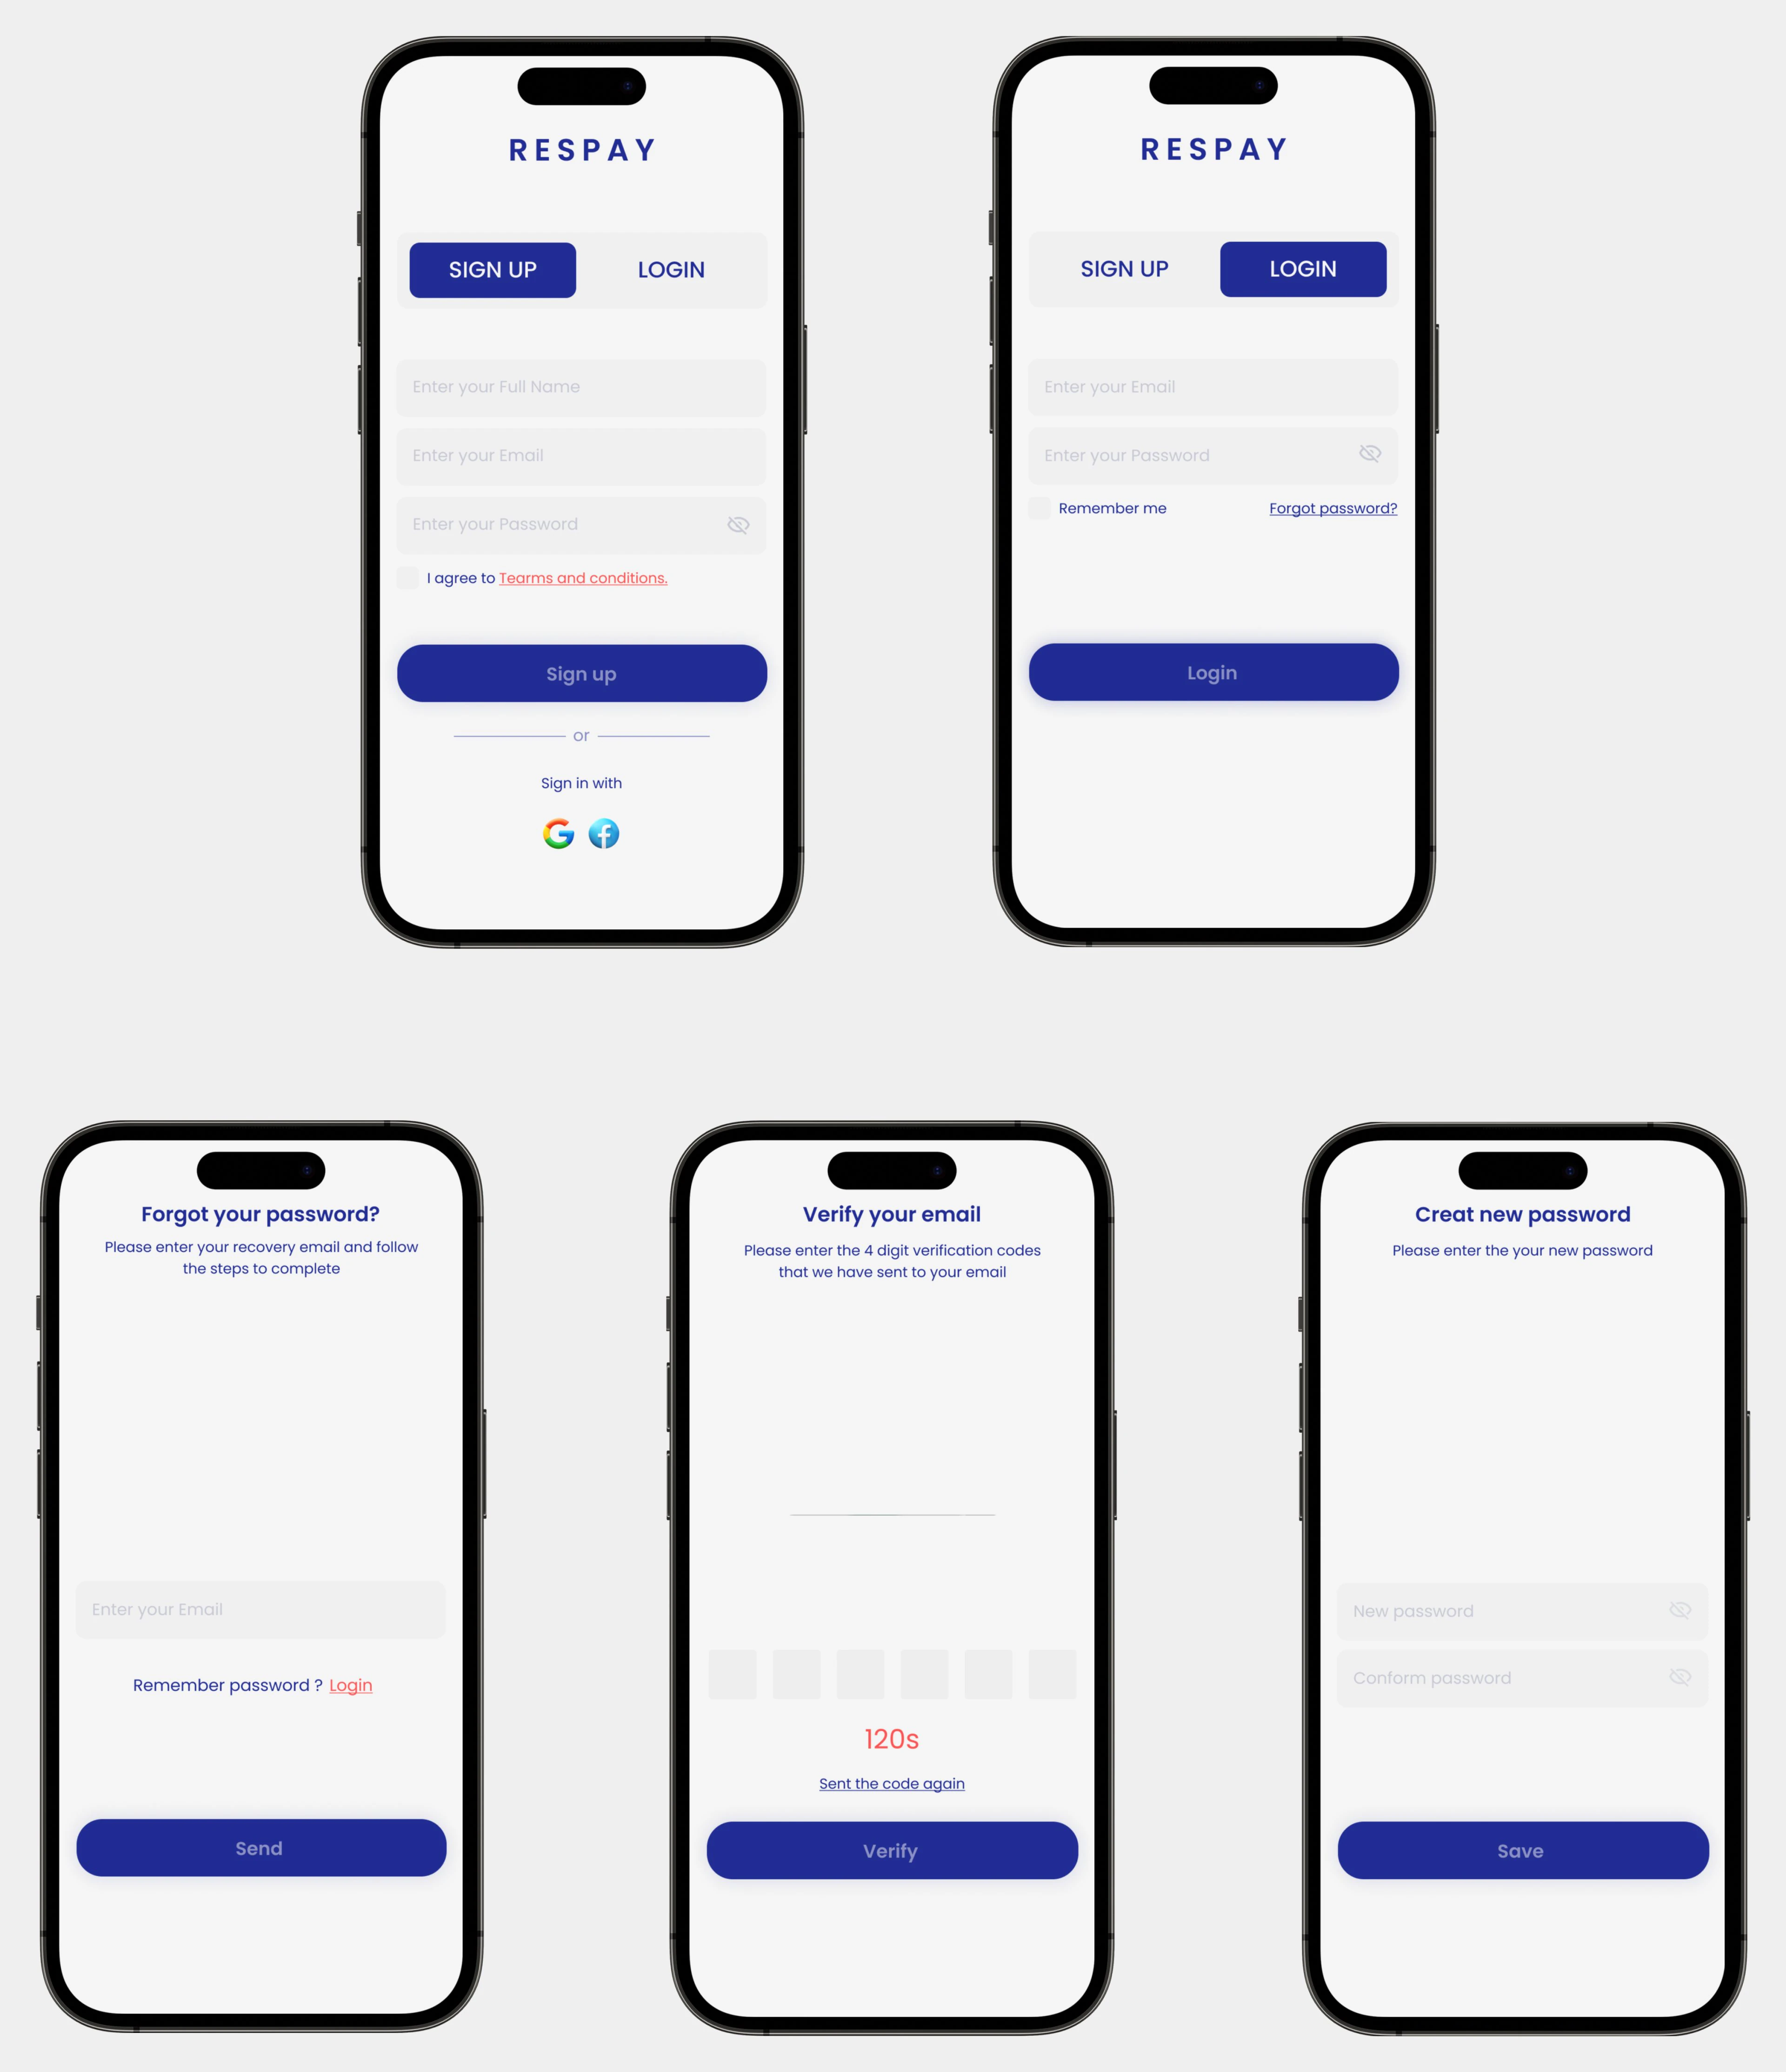 RESPAY
SIGN UP LOGIN
Enter your Full Name
Enter your Email
Enter your Password
I agree to Tearms and conditions.
Sign up
or
Sign in with
RESPAY
SIGN UP LOGIN
Enter your Email
Enter your Password
Remember me Forgot password?
Login
Forgot your password?
Please enter your recovery email and follow
the steps to complete
Enter your Email
Remember password ? Login
Send
Verify your email
Please enter the 4 digit verification codes
that we have sent to your email
120s
Sent the code again
Verify
Creat new password
Please enter the your new password
New password
Conform password
Save